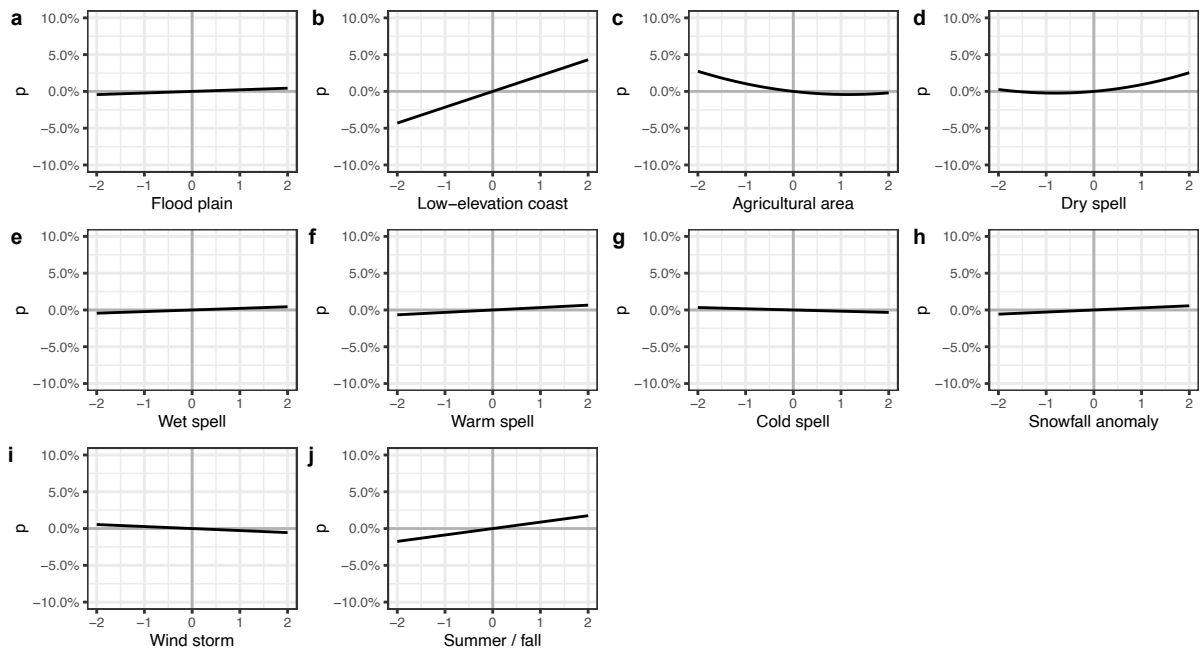 a
10.0%
5.0%
p
0.0%
−5.0%
−10.0%
−2 −1 0 1 2
Flood plain
b
10.0%
5.0%
p
0.0%
−5.0%
−10.0%
−2 −1 0 1 2
Low−elevation coast
c
10.0%
5.0%
p
0.0%
−5.0%
−10.0%
−2 −1 0 1 2
Agricultural area
d
10.0%
5.0%
p
0.0%
−5.0%
−10.0%
−2 −1 0 1 2
Dry spell
e
10.0%
5.0%
p
0.0%
−5.0%
−10.0%
−2 −1 0 1 2
Wet spell
f
10.0%
5.0%
p
0.0%
−5.0%
−10.0%
−2 −1 0 1 2
Warm spell
g
10.0%
5.0%
p
0.0%
−5.0%
−10.0%
−2 −1 0 1 2
Cold spell
h
10.0%
5.0%
p
0.0%
−5.0%
−10.0%
−2 −1 0 1 2
Snowfall anomaly
i
10.0%
5.0%
p
0.0%
−5.0%
−10.0%
−2 −1 0 1 2
Wind storm
j
10.0%
5.0%
p
0.0%
−5.0%
−10.0%
−2 −1 0 1 2
Summer / fall